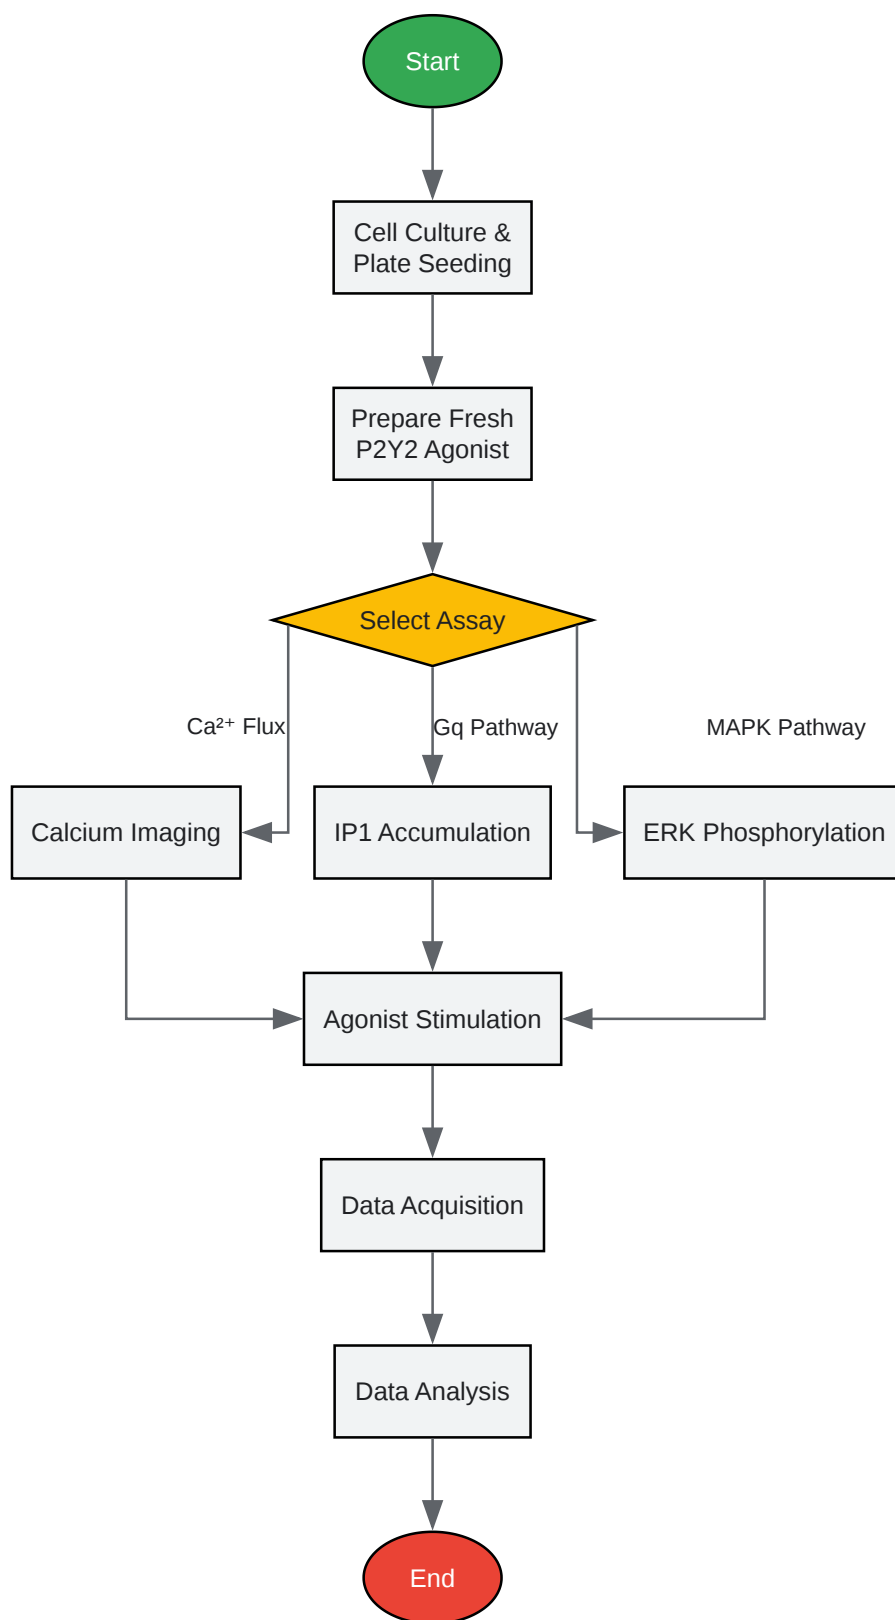 Start
Cell Culture &
Plate Seeding
Prepare Fresh
P2Y2 Agonist
Select Assay
Ca²⁺ Flux
Gq Pathway
MAPK Pathway
Calcium Imaging
IP1 Accumulation
ERK Phosphorylation
Agonist Stimulation
Data Acquisition
Data Analysis
End